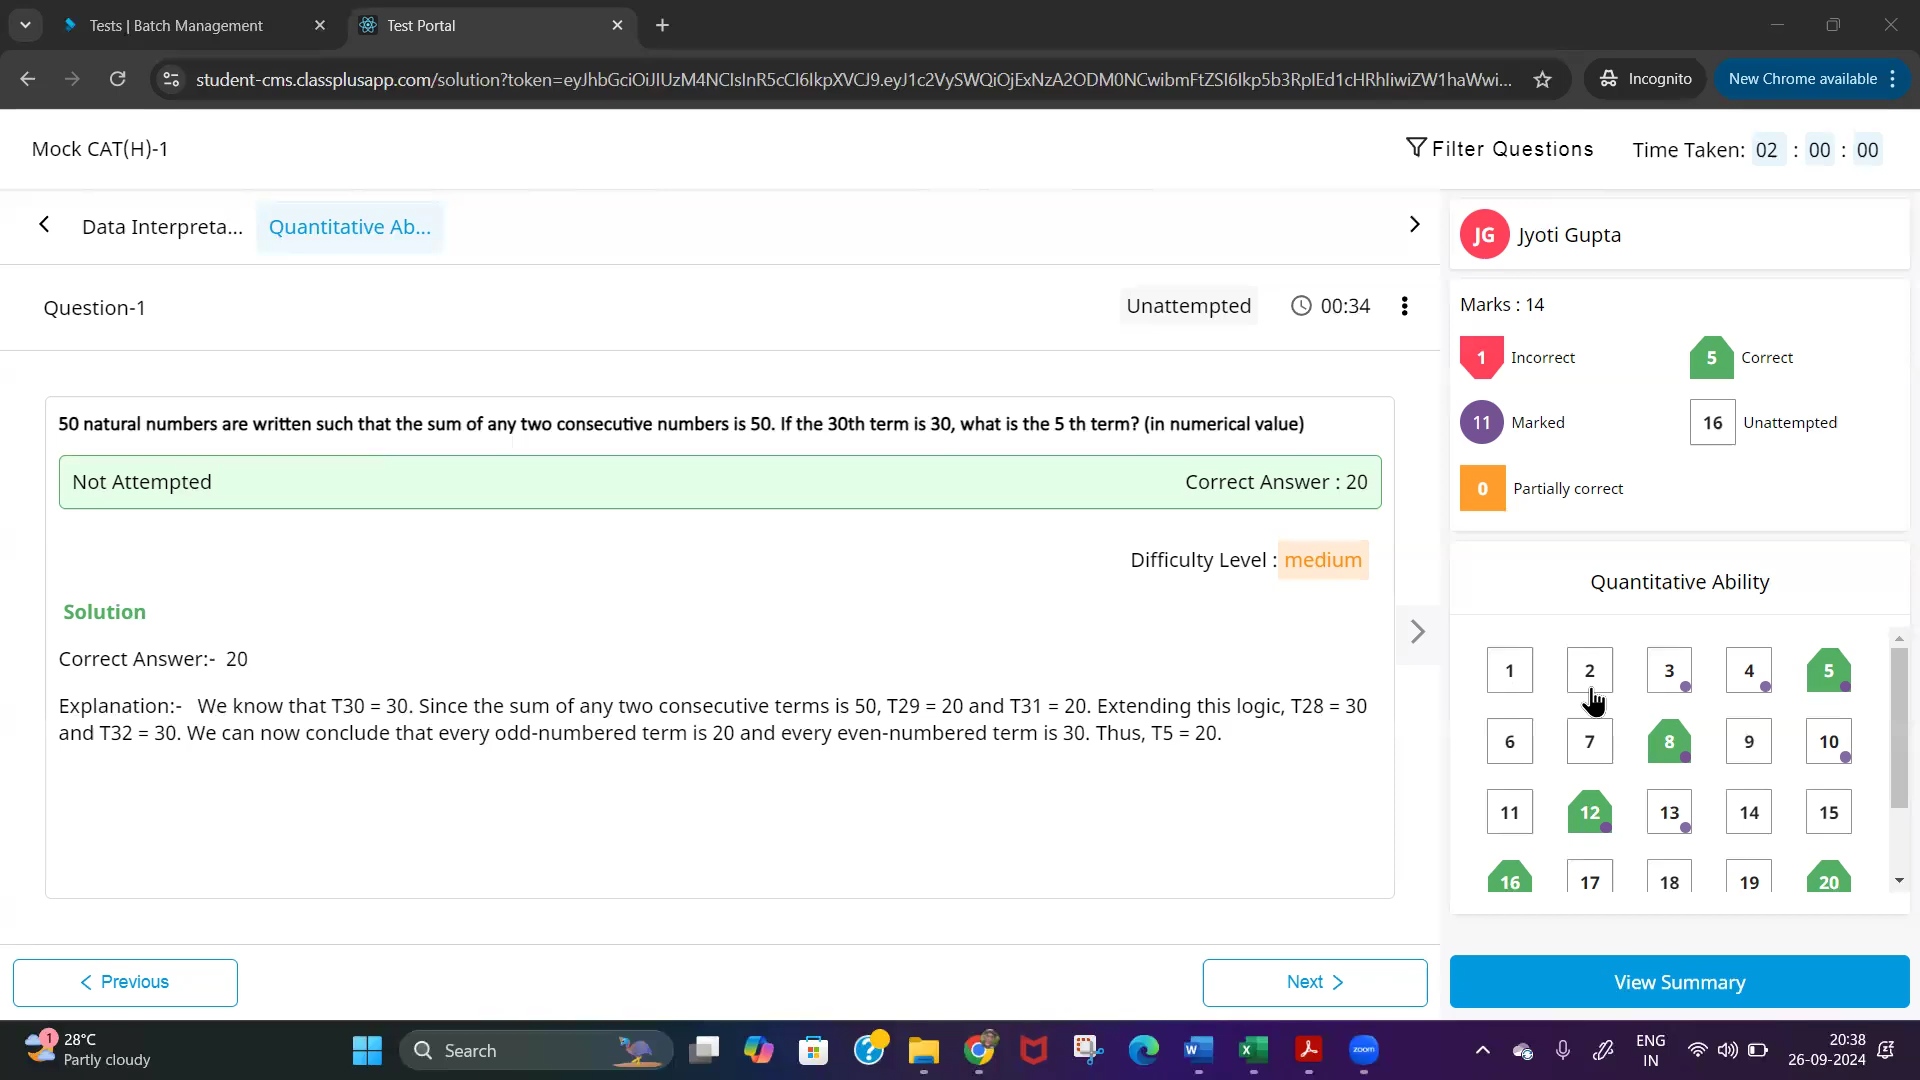 Tests | Batch Management
Test Portal
student-cms.classplusapp.com/solution?token=eyJhbGciOiJIUzM4NCIsInR5cCI6IkpXVCJ9.eyJ1c2VySWQiOjExNzA2ODM0NCwibmFtZSI6Ikp5b3RpIEd1cHRhIiwiZW1haWwi...
Incognito
New Chrome available
Mock CAT(H)-1
Filter Questions
Time Taken: 02 : 00 : 00
Data Interpreta...
Quantitative Ab...
JG
Jyoti Gupta
Question-1
Unattempted
00:34
Marks : 14
1 Incorrect
5 Correct
11 Marked
16 Unattempted
0 Partially correct
50 natural numbers are written such that the sum of any two consecutive numbers is 50. If the 30th term is 30, what is the 5 th term? (in numerical value)
Not Attempted
Correct Answer : 20
Difficulty Level : medium
Solution
Correct Answer:- 20
Explanation:- We know that T30 = 30. Since the sum of any two consecutive terms is 50, T29 = 20 and T31 = 20. Extending this logic, T28 = 30
and T32 = 30. We can now conclude that every odd-numbered term is 20 and every even-numbered term is 30. Thus, T5 = 20.
Quantitative Ability
1 2 3 4 5
6 7 8 9 10
11 12 13 14 15
16 17 18 19 20
Previous
Next
View Summary
1
28°C
Partly cloudy
Search
zoom
ENG
IN
20:38
26-09-2024